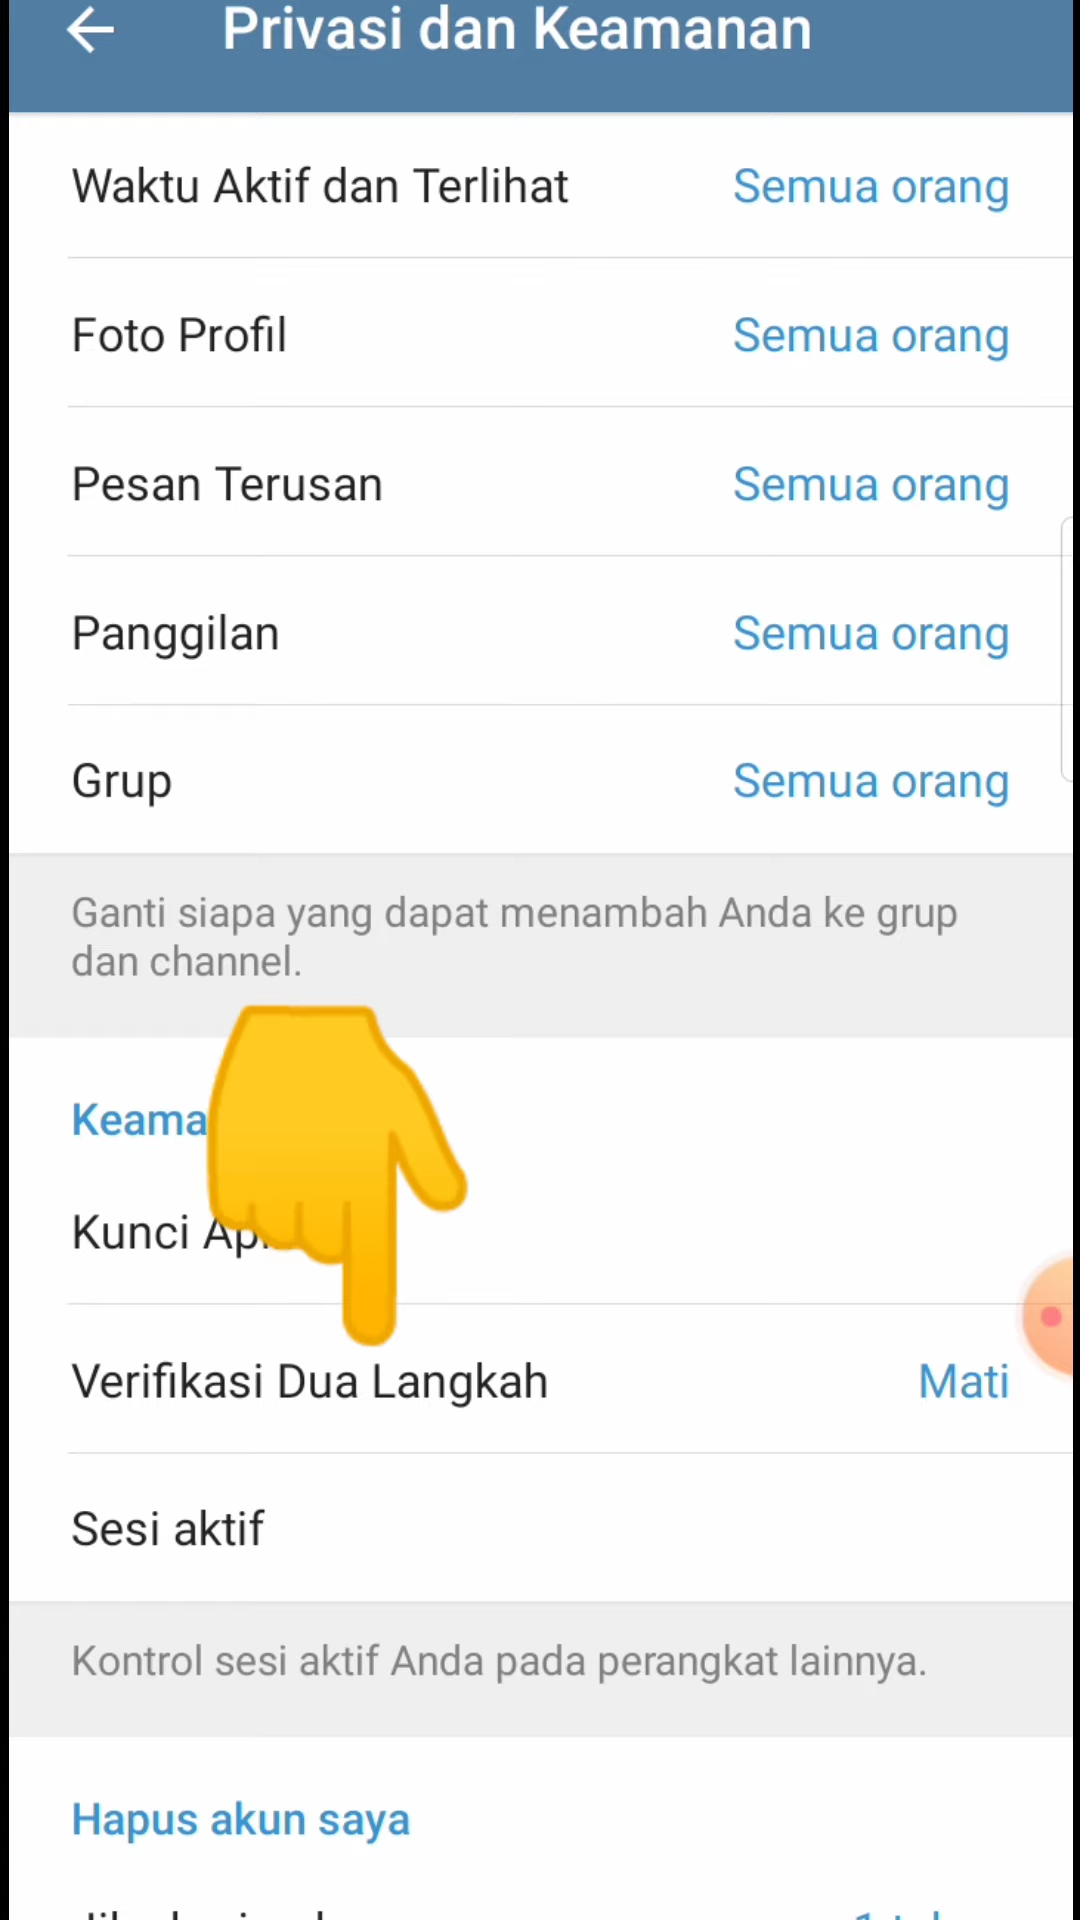 Privasi dan Keamanan
Waktu Aktif dan Terlihat Semua orang
Foto Profil Semua orang
Pesan Terusan Semua orang
Panggilan Semua orang
Grup Semua orang
Ganti siapa yang dapat menambah Anda ke grup
dan channel.
Kunci
Verifikasi Dua Langkah Mati
Sesi aktif
Kontrol sesi aktif Anda pada perangkat lainnya.
Hapus akun saya